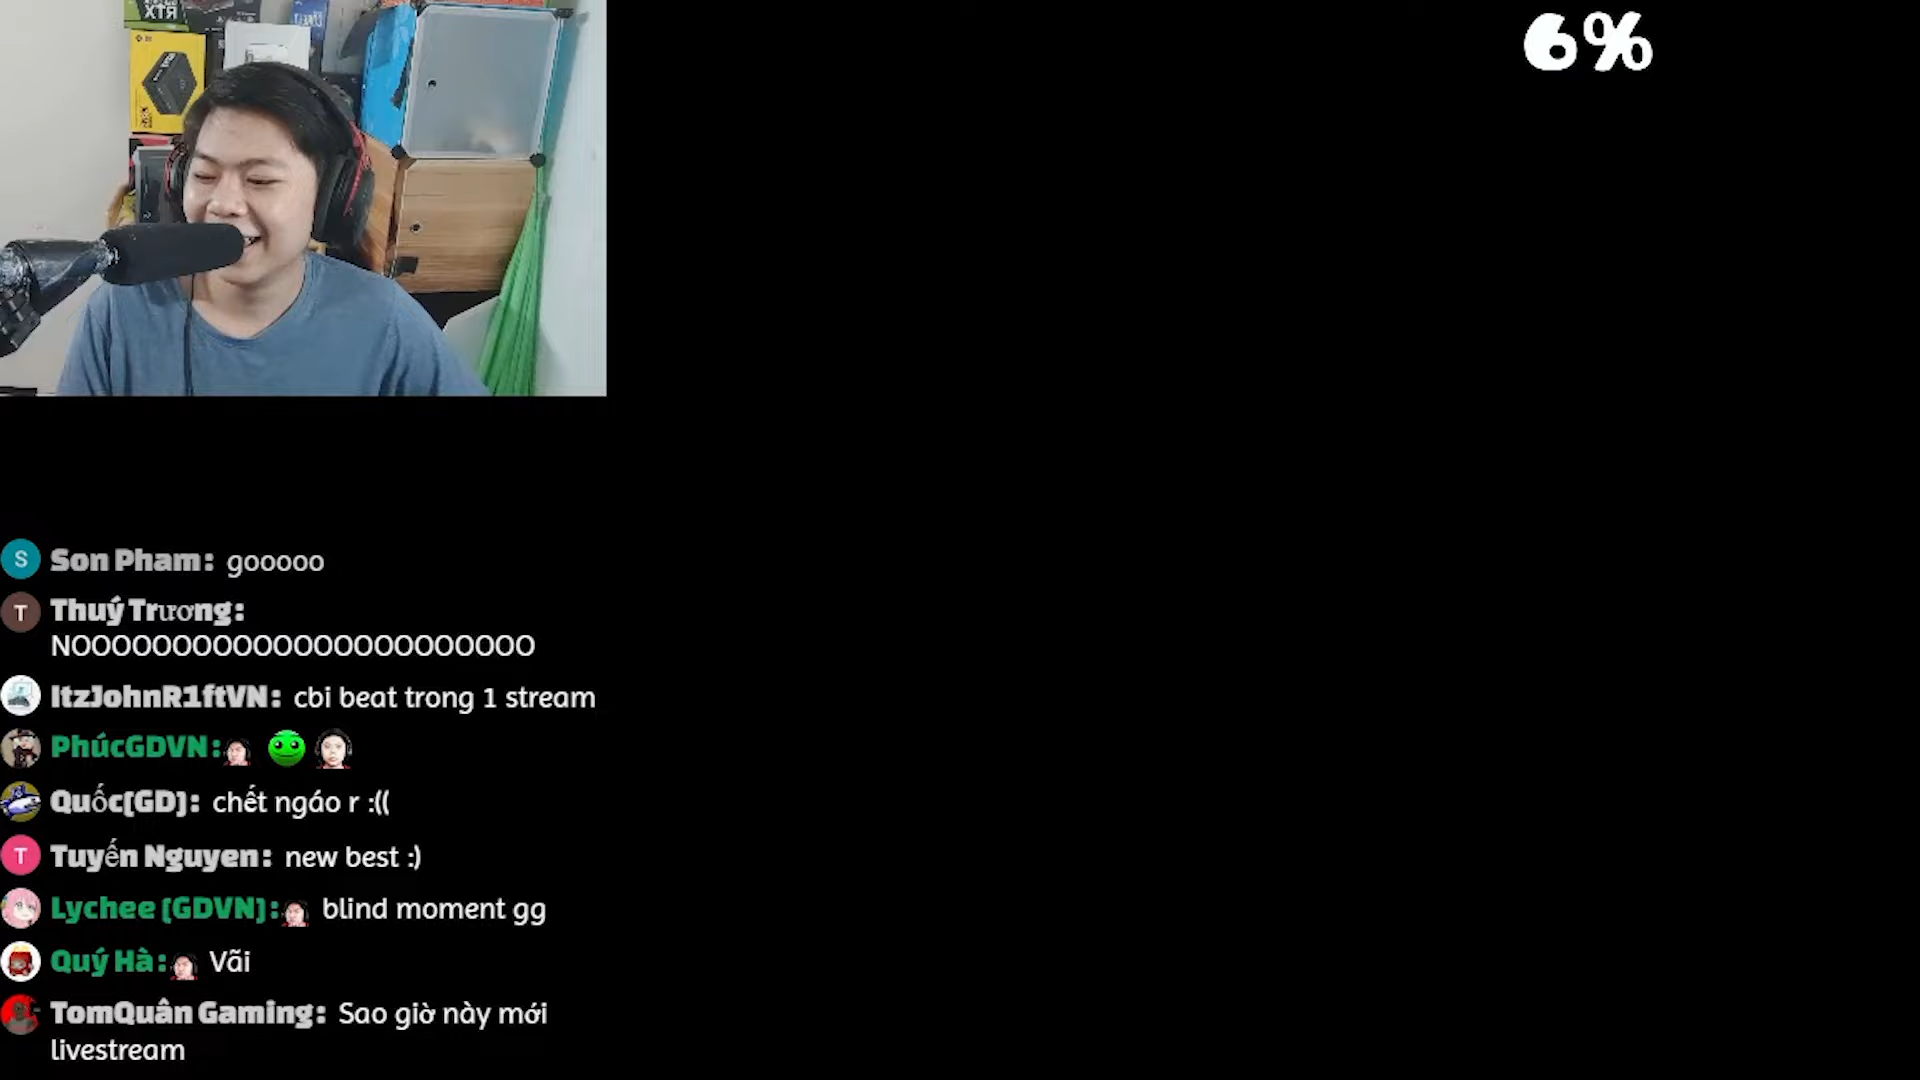 RTX
6%
S Son Pham: gooooo
T Thuý Trương:
NOOOOOOOOOOOOOOOOOOOOOOO
ItzJohnR1ftVN: cbi beat trong 1 stream
PhúcGDVN:
Quốc[GD]: chết ngáo r :((
T Tuyến Nguyen: new best :)
Lychee [GDVN]: blind moment gg
Quý Hà: Vãi
TomQuân Gaming: Sao giờ này mới
livestream